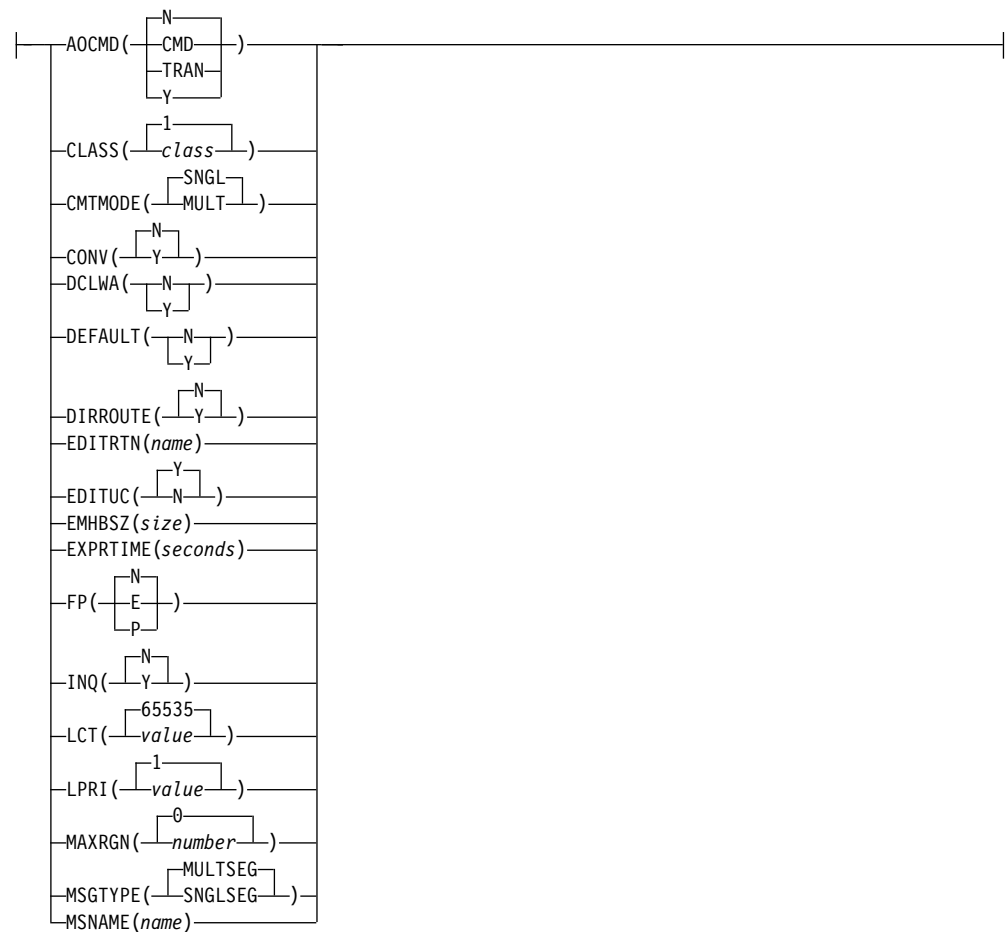 N
AOCMD( CMD )
TRAN
Y
1
CLASS( class )
SNGL
CMTMODE( MULT )
N
CONV( Y )
DCLWA( N )
Y
DEFAULT( N )
Y
N
DIRROUTE( Y )
EDITRTN(name)
Y
EDITUC( N )
EMHBSZ(size)
EXPRTIME(seconds)
N
FP( E )
P
N
INQ( Y )
65535
LCT( value )
1
LPRI( value )
0
MAXRGN( number )
MULTSEG
MSGTYPE( SNGLSEG )
MSNAME(name)